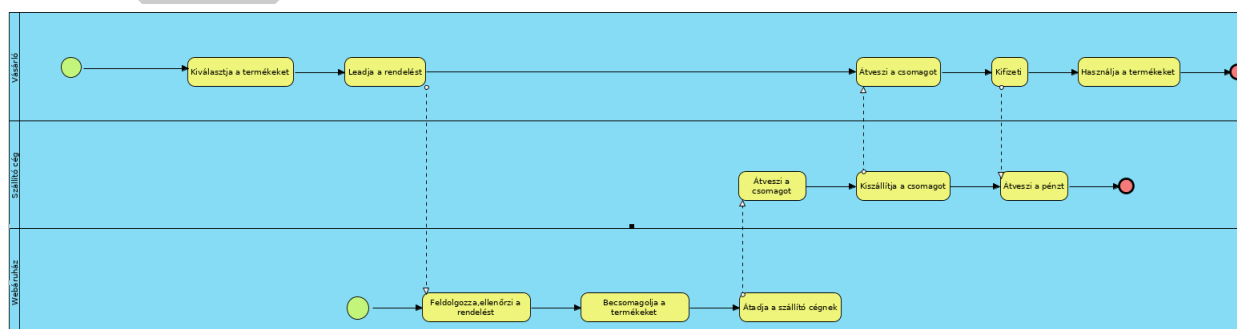 Vásárló
Kiválasztja a termékeket
Leadja a rendelést
Átveszi a csomagot
Kifizeti
Használja a termékeket
Szállító cég
Átveszi a
csomagot
Kiszállítja a csomagot
Átveszi a pénzt
Webáruház
Feldolgozza,ellenőrzi a
rendelést
Becsomagolja a
termékeket
Átadja a szállító cégnek